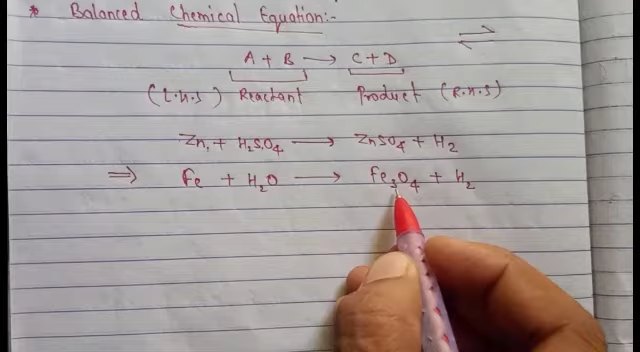 * Balanced Chemical Equation:-
A + B → C + D ⇌
(L.H.S) Reactant Product (R.H.S)
Zn + H₂SO₄ → ZnSO₄ + H₂
⇒ Fe + H₂O → Fe₃O₄ + H₂